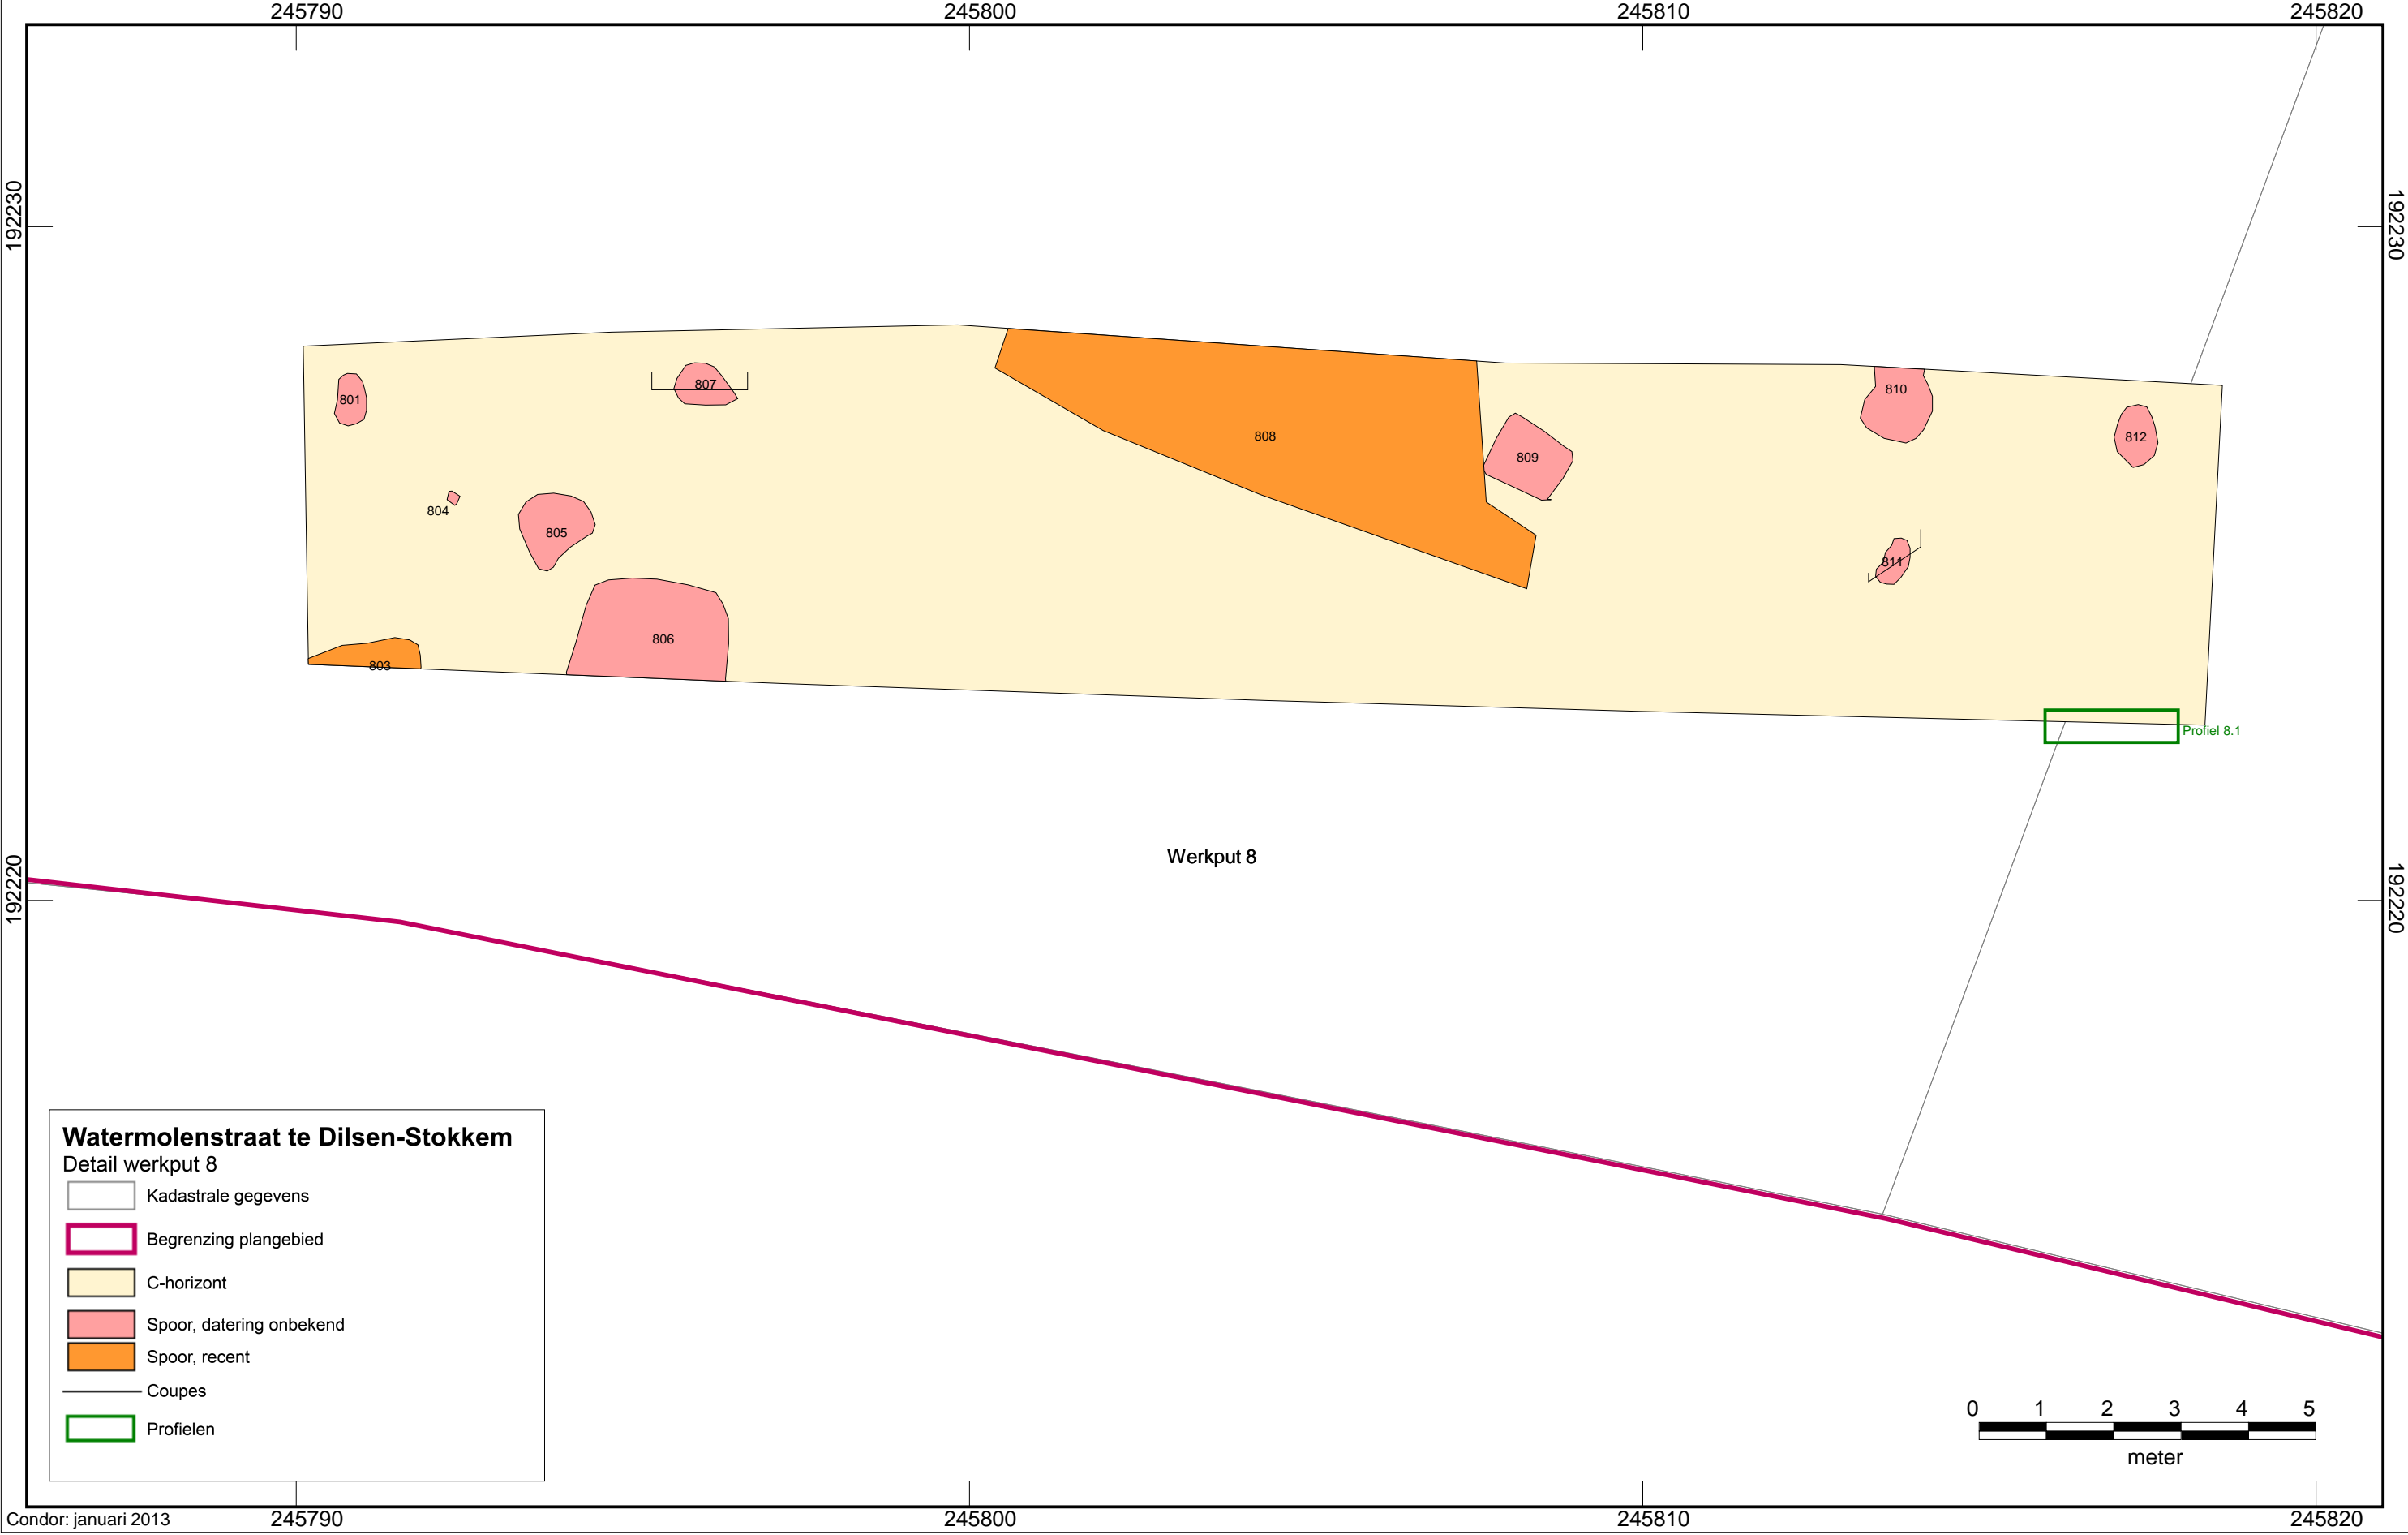 245790 245800 245810 245820
192230 192230
801 807 808 809 810 812
804 805 811
806
803
Profiel 8.1
Werkput 8
192220 192220
Watermolenstraat te Dilsen-Stokkem
Detail werkput 8
Kadastrale gegevens
Begrenzing plangebied
C-horizont
Spoor, datering onbekend
Spoor, recent
Coupes
Profielen
0 1 2 3 4 5
meter
Condor: januari 2013
245790 245800 245810 245820